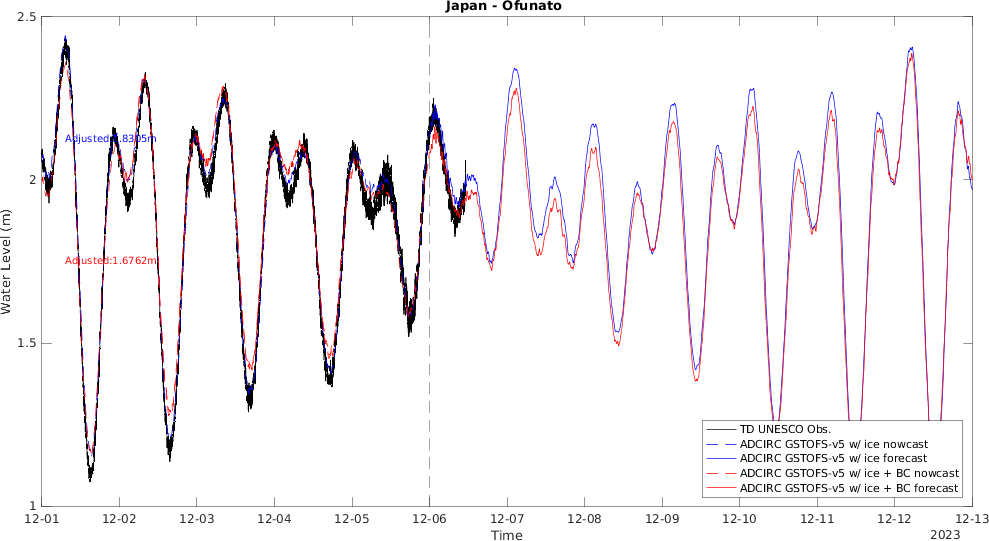 Japan - Ofunato
2.5
2
1.5
1
Water Level (m)
Adjusted:1.8305m
Adjusted:1.6762m
TD UNESCO Obs.
ADCIRC GSTOFS-v5 w/ ice nowcast
ADCIRC GSTOFS-v5 w/ ice forecast
ADCIRC GSTOFS-v5 w/ ice + BC nowcast
ADCIRC GSTOFS-v5 w/ ice + BC forecast
12-01 12-02 12-03 12-04 12-05 12-06 12-07 12-08 12-09 12-10 12-11 12-12 12-13
Time
2023